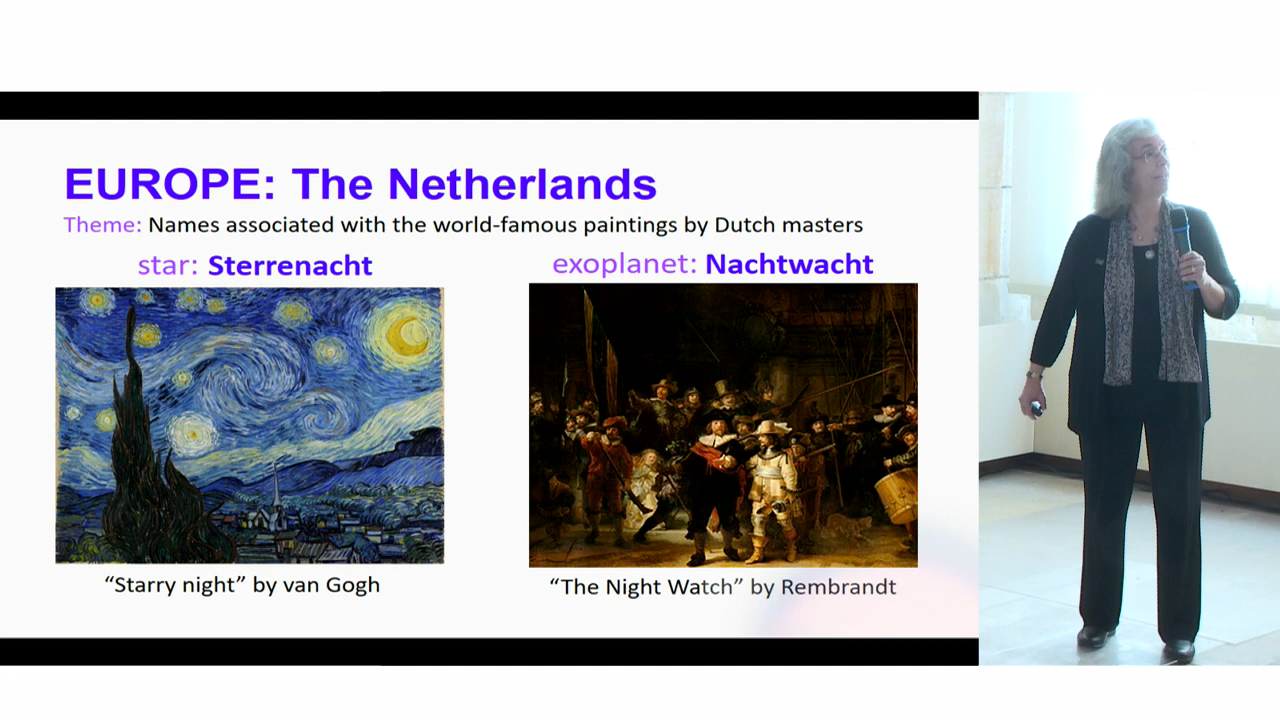 EUROPE: The Netherlands
Theme: Names associated with the world-famous paintings by Dutch masters
star: Sterrenacht
exoplanet: Nachtwacht
“Starry night” by van Gogh
“The Night Watch” by Rembrandt